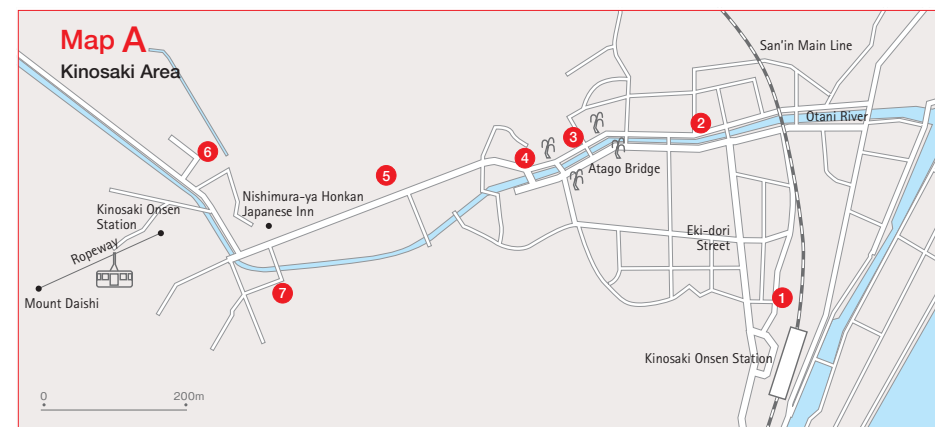 Map A
Kinosaki Area
San'in Main Line
Otani River
2
3
4
Atago Bridge
6
5
Nishimura-ya Honkan
Japanese Inn
Kinosaki Onsen
Station
Ropeway
Mount Daishi
7
Eki-dori
Street
1
Kinosaki Onsen Station
0
200m